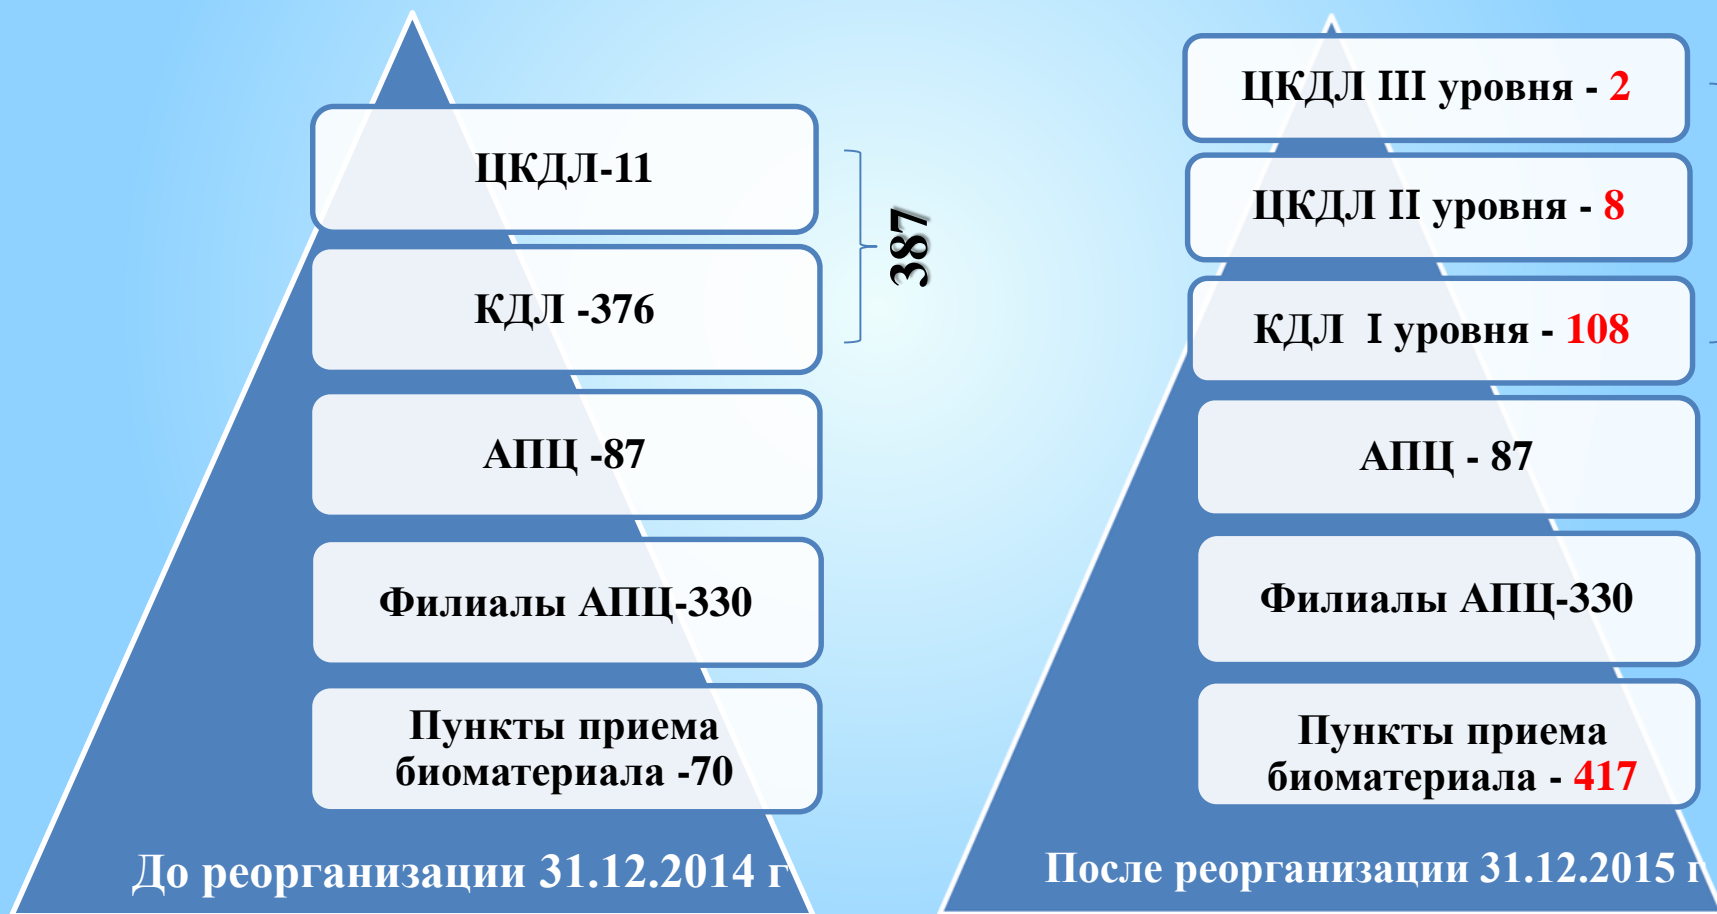 ЦКДЛ-11
КДЛ -376
387
АПЦ -87
Филиалы АПЦ-330
Пункты приема
биоматериала -70
До реорганизации 31.12.2014 г
ЦКДЛ III уровня - 2
ЦКДЛ II уровня - 8
КДЛ  I уровня - 108
АПЦ - 87
Филиалы АПЦ-330
Пункты приема
биоматериала - 417
После реорганизации 31.12.2015 г